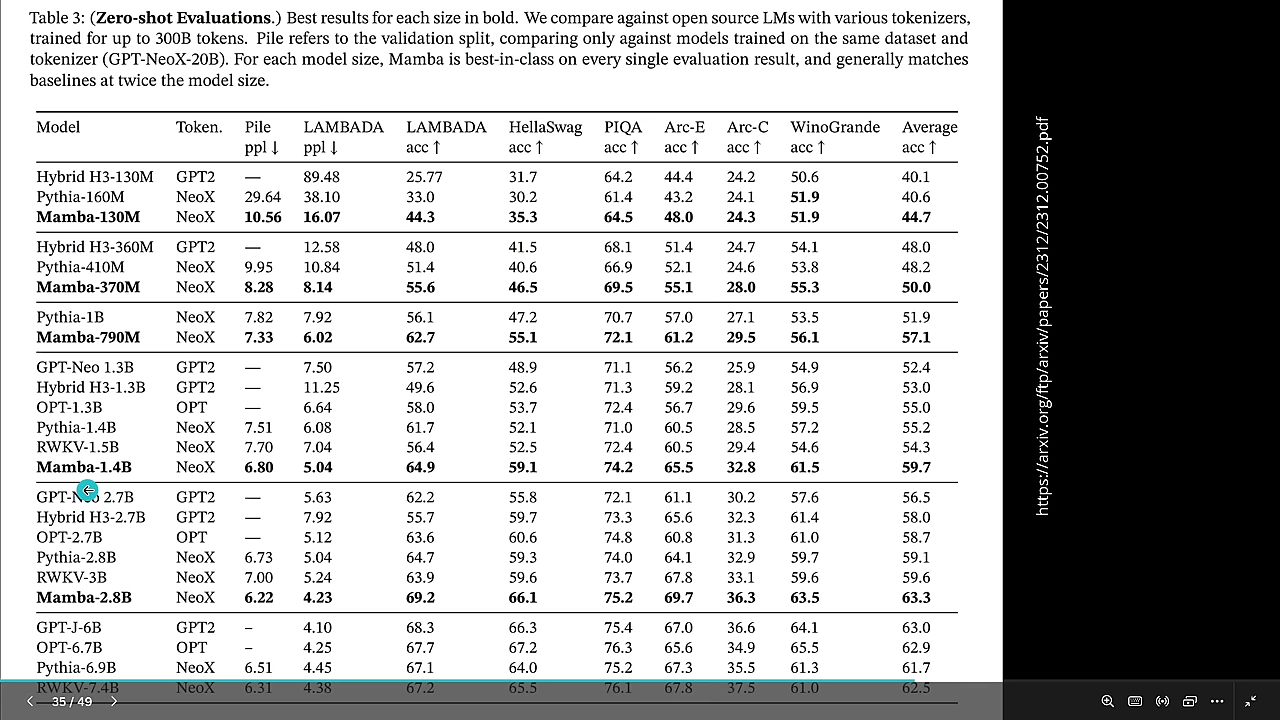 Table 3: (Zero-shot Evaluations.) Best results for each size in bold. We compare against open source LMs with various tokenizers,
trained for up to 300B tokens. Pile refers to the validation split, comparing only against models trained on the same dataset and
tokenizer (GPT-NeoX-20B). For each model size, Mamba is best-in-class on every single evaluation result, and generally matches
baselines at twice the model size.
Model Token. Pile LAMBADA LAMBADA HellaSwag PIQA Arc-E Arc-C WinoGrande Average
ppl ↓ ppl ↓ acc ↑ acc ↑ acc ↑ acc ↑ acc ↑ acc ↑ acc ↑
Hybrid H3-130M GPT2 — 89.48 25.77 31.7 64.2 44.4 24.2 50.6 40.1
Pythia-160M NeoX 29.64 38.10 33.0 30.2 61.4 43.2 24.1 51.9 40.6
Mamba-130M NeoX 10.56 16.07 44.3 35.3 64.5 48.0 24.3 51.9 44.7
Hybrid H3-360M GPT2 — 12.58 48.0 41.5 68.1 51.4 24.7 54.1 48.0
Pythia-410M NeoX 9.95 10.84 51.4 40.6 66.9 52.1 24.6 53.8 48.2
Mamba-370M NeoX 8.28 8.14 55.6 46.5 69.5 55.1 28.0 55.3 50.0
Pythia-1B NeoX 7.82 7.92 56.1 47.2 70.7 57.0 27.1 53.5 51.9
Mamba-790M NeoX 7.33 6.02 62.7 55.1 72.1 61.2 29.5 56.1 57.1
GPT-Neo 1.3B GPT2 — 7.50 57.2 48.9 71.1 56.2 25.9 54.9 52.4
Hybrid H3-1.3B GPT2 — 11.25 49.6 52.6 71.3 59.2 28.1 56.9 53.0
OPT-1.3B OPT — 6.64 58.0 53.7 72.4 56.7 29.6 59.5 55.0
Pythia-1.4B NeoX 7.51 6.08 61.7 52.1 71.0 60.5 28.5 57.2 55.2
RWKV-1.5B NeoX 7.70 7.04 56.4 52.5 72.4 60.5 29.4 54.6 54.3
Mamba-1.4B NeoX 6.80 5.04 64.9 59.1 74.2 65.5 32.8 61.5 59.7
GPT-Neo 2.7B GPT2 — 5.63 62.2 55.8 72.1 61.1 30.2 57.6 56.5
Hybrid H3-2.7B GPT2 — 7.92 55.7 59.7 73.3 65.6 32.3 61.4 58.0
OPT-2.7B OPT — 5.12 63.6 60.6 74.8 60.8 31.3 61.0 58.7
Pythia-2.8B NeoX 6.73 5.04 64.7 59.3 74.0 64.1 32.9 59.7 59.1
RWKV-3B NeoX 7.00 5.24 63.9 59.6 73.7 67.8 33.1 59.6 59.6
Mamba-2.8B NeoX 6.22 4.23 69.2 66.1 75.2 69.7 36.3 63.5 63.3
GPT-J-6B GPT2 – 4.10 68.3 66.3 75.4 67.0 36.6 64.1 63.0
OPT-6.7B OPT – 4.25 67.7 67.2 76.3 65.6 34.9 65.5 62.9
Pythia-6.9B NeoX 6.51 4.45 67.1 64.0 75.2 67.3 35.5 61.3 61.7
RWKV-7.4B NeoX 6.31 4.38 67.2 65.5 76.1 67.8 37.5 61.0 62.5
35 / 49
https://arxiv.org/ftp/arxiv/papers/2312/2312.00752.pdf